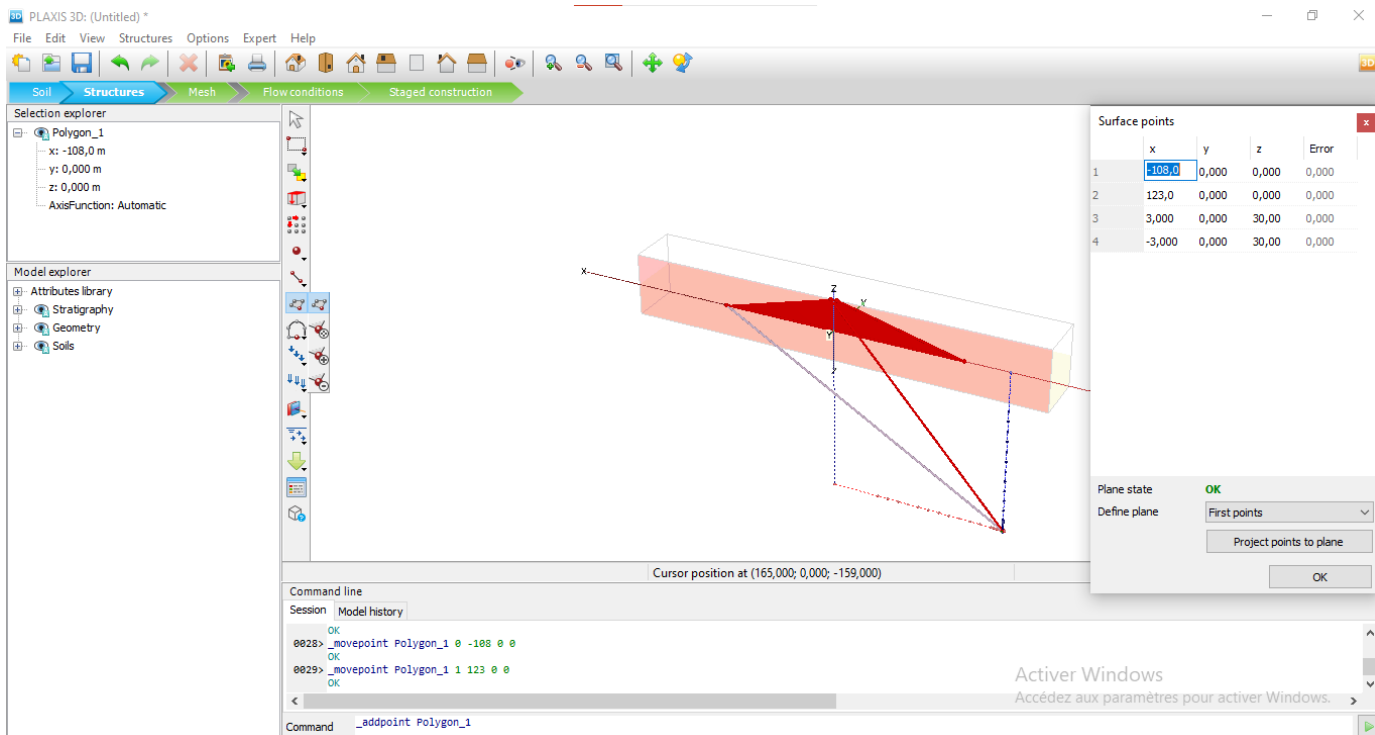 3D PLAXIS 3D: (Untitled) *
File Edit View Structures Options Expert Help
3D
Soil Structures Mesh Flow conditions Staged construction
Selection explorer
Polygon_1
x: -108,0 m
y: 0,000 m
z: 0,000 m
AxisFunction: Automatic
Model explorer
Attributes library
Stratigraphy
Geometry
Soils
X
Z
Y
Cursor position at (165,000; 0,000; -159,000)
Surface points x
x y z Error
1 -108,0 0,000 0,000 0,000
2 123,0 0,000 0,000 0,000
3 3,000 0,000 30,00 0,000
4 -3,000 0,000 30,00 0,000
Plane state OK
Define plane First points
Project points to plane
OK
Command line
Session Model history
OK
0028> _movepoint Polygon_1 0 -108 0 0
OK
0029> _movepoint Polygon_1 1 123 0 0
OK
Activer Windows
Accédez aux paramètres pour activer Windows.
Command _addpoint Polygon_1